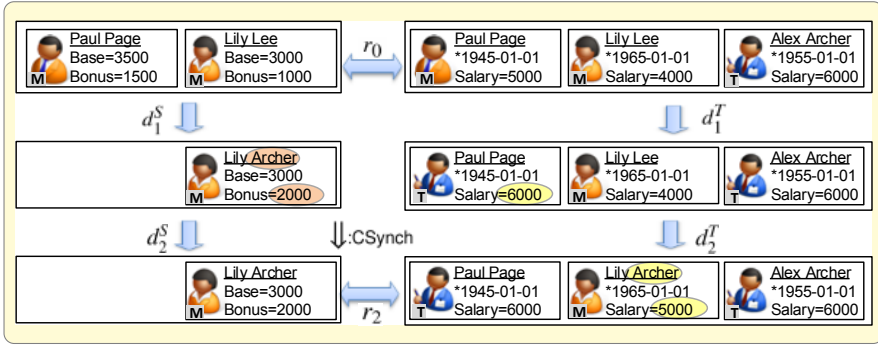 Paul Page
Base=3500
Bonus=1500
M
Lily Lee
Base=3000
Bonus=1000
M
r0
Paul Page
*1945-01-01
Salary=5000
M
Lily Lee
*1965-01-01
Salary=4000
M
Alex Archer
*1955-01-01
Salary=6000
T
d1S
d1T
Lily Archer
Base=3000
Bonus=2000
M
Paul Page
*1945-01-01
Salary=6000
T
Lily Lee
*1965-01-01
Salary=4000
M
Alex Archer
*1955-01-01
Salary=6000
T
d2S
⇓:CSynch
d2T
Lily Archer
Base=3000
Bonus=2000
M
r2
Paul Page
*1945-01-01
Salary=6000
T
Lily Archer
*1965-01-01
Salary=5000
M
Alex Archer
*1955-01-01
Salary=6000
T